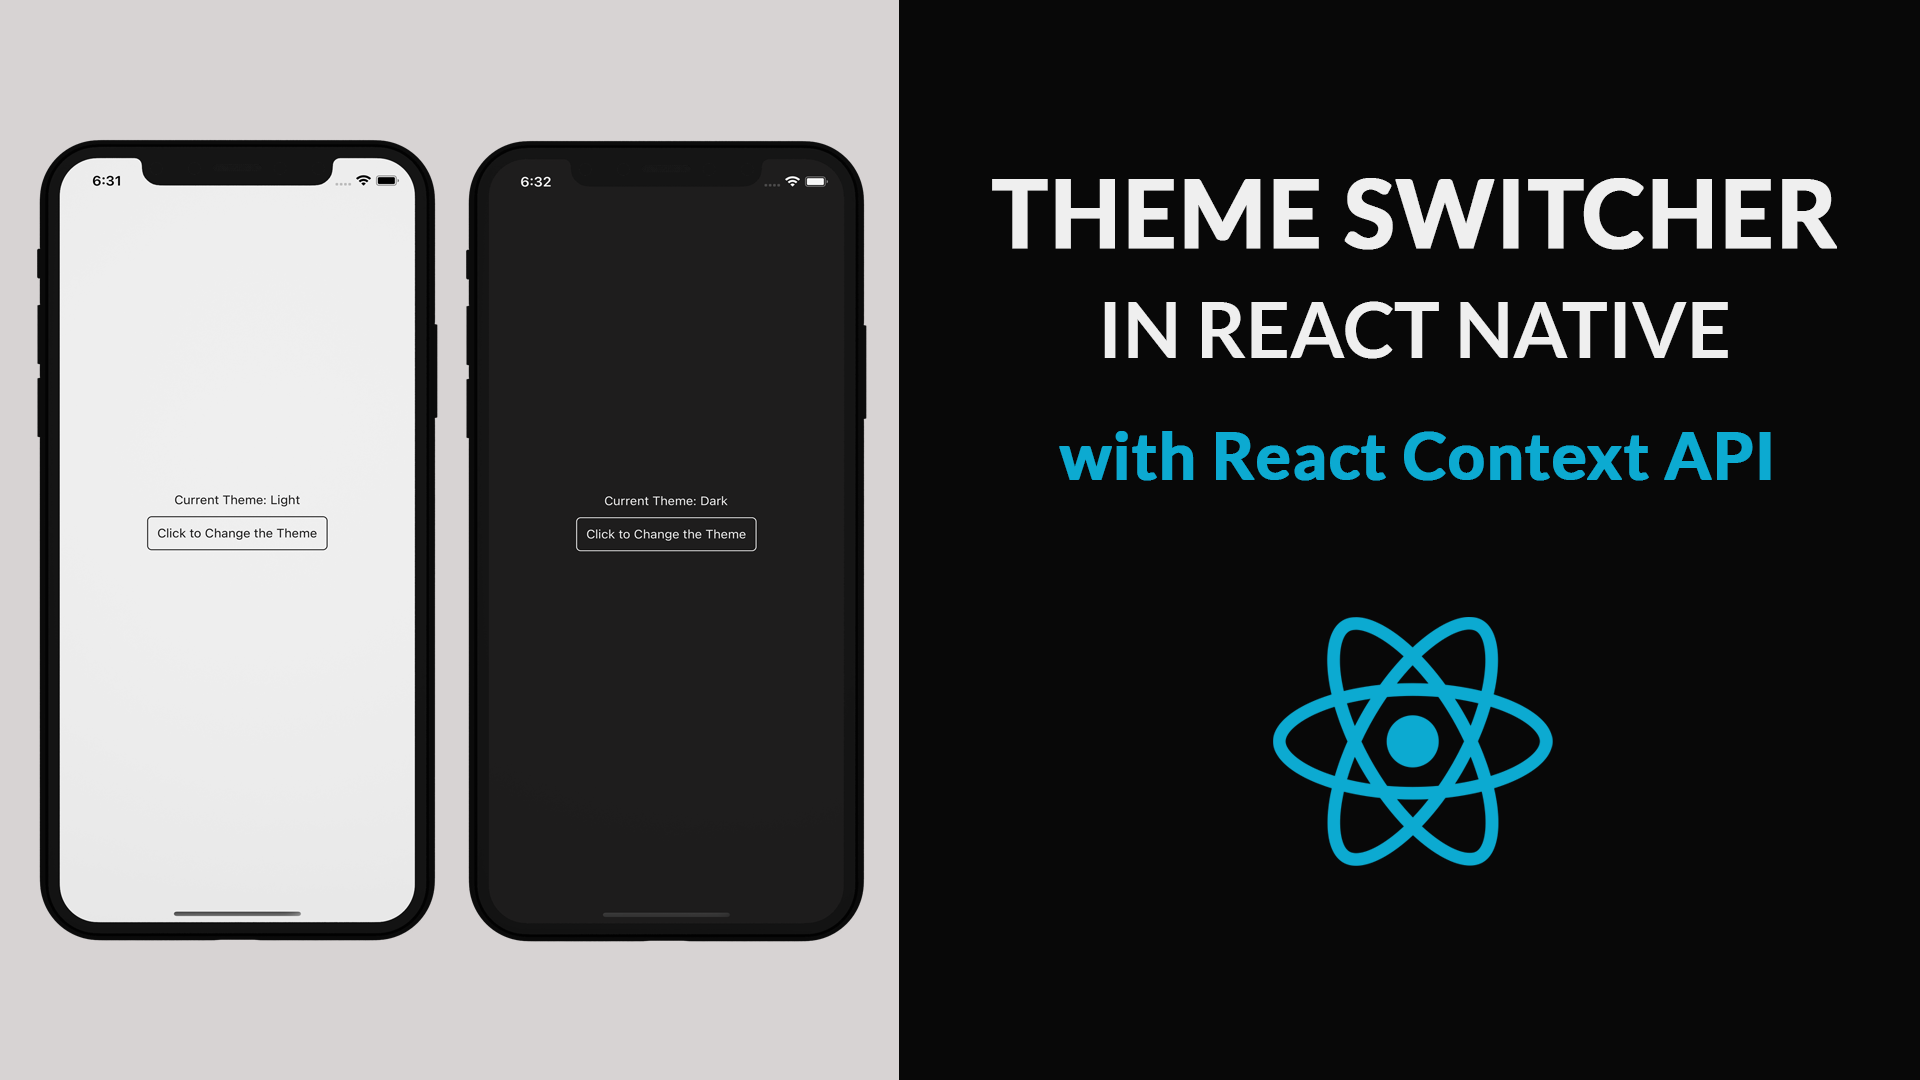 6:31
Current Theme: Light
Click to Change the Theme
6:32
Current Theme: Dark
Click to Change the Theme
THEME SWITCHER
IN REACT NATIVE
with React Context API